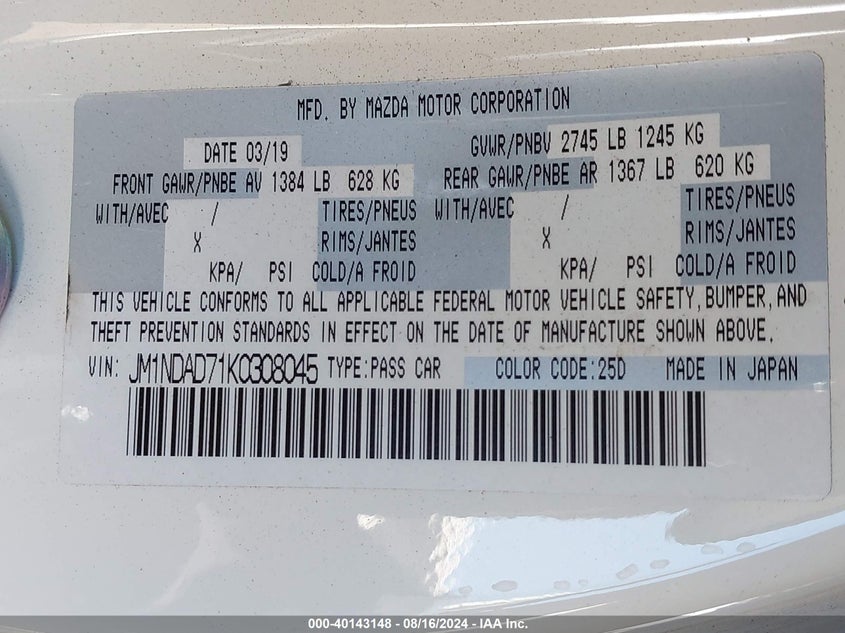 MFD. BY MAZDA MOTOR CORPORATION
DATE 03/19 GVWR/PNBV 2745 LB 1245 KG
FRONT GAWR/PNBE AV 1384 LB 628 KG REAR GAWR/PNBE AR 1367 LB 620 KG
WITH/AVEC / TIRES/PNEUS WITH/AVEC / TIRES/PNEUS
X RIMS/JANTES X RIMS/JANTES
KPA/ PSI COLD/A FROID KPA/ PSI COLD/A FROID
THIS VEHICLE CONFORMS TO ALL APPLICABLE FEDERAL MOTOR VEHICLE SAFETY, BUMPER, AND
THEFT PREVENTION STANDARDS IN EFFECT ON THE DATE OF MANUFACTURE SHOWN ABOVE.
VIN: JM1NDAD71K0308045 TYPE:PASS CAR COLOR CODE:25D MADE IN JAPAN
000-40143148 - 08/16/2024 - IAA Inc.